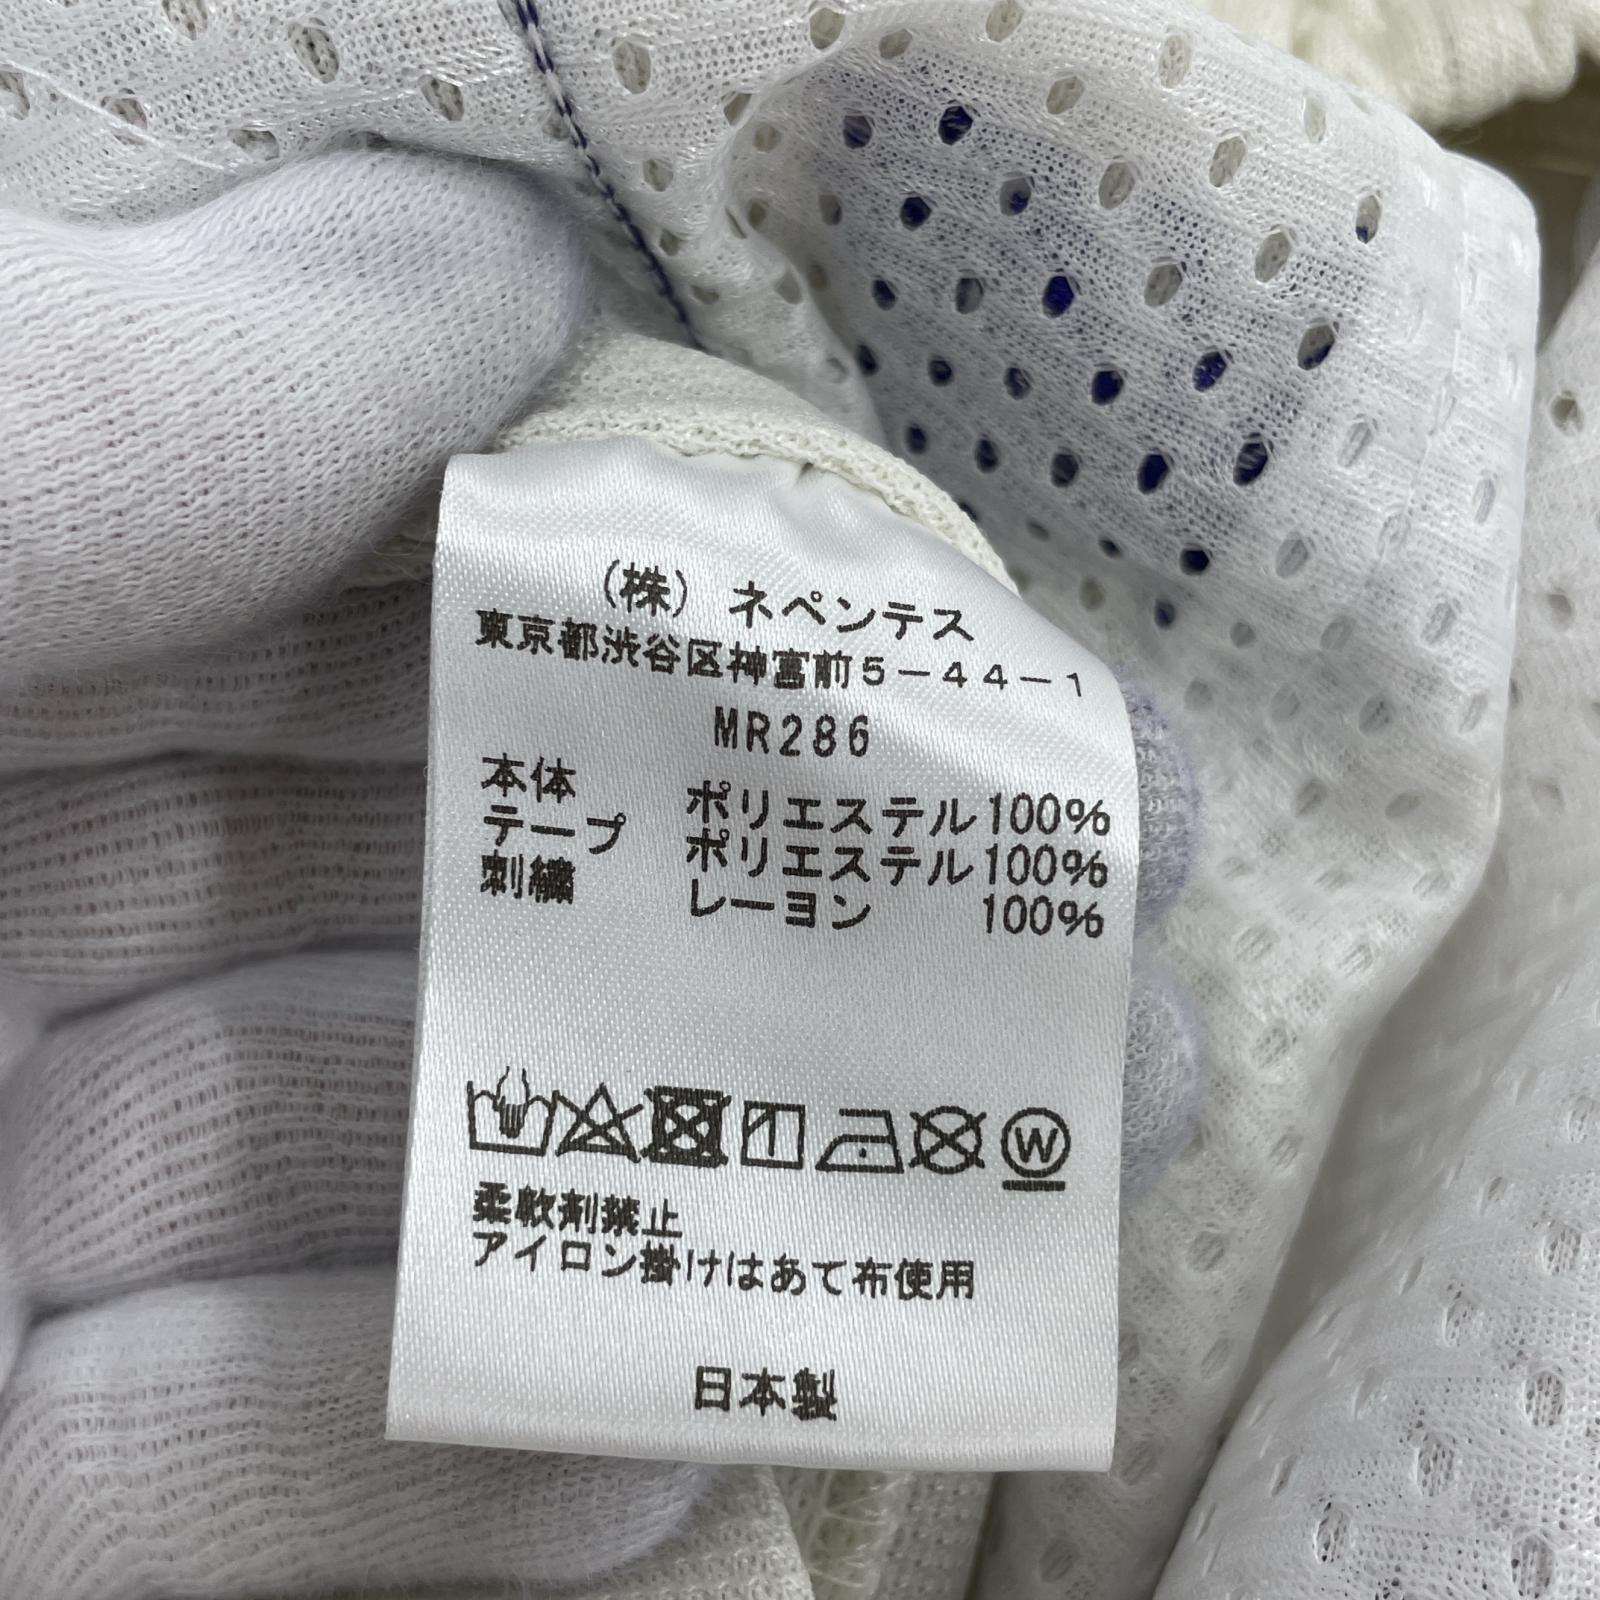 (株) ネペンテス
東京都渋谷区神宮前5-44-1
MR286
本体 ポリエステル100%
テープ ポリエステル100%
刺繍 レーヨン 100%
W
柔軟剤禁止
アイロン掛けはあて布使用
日本製